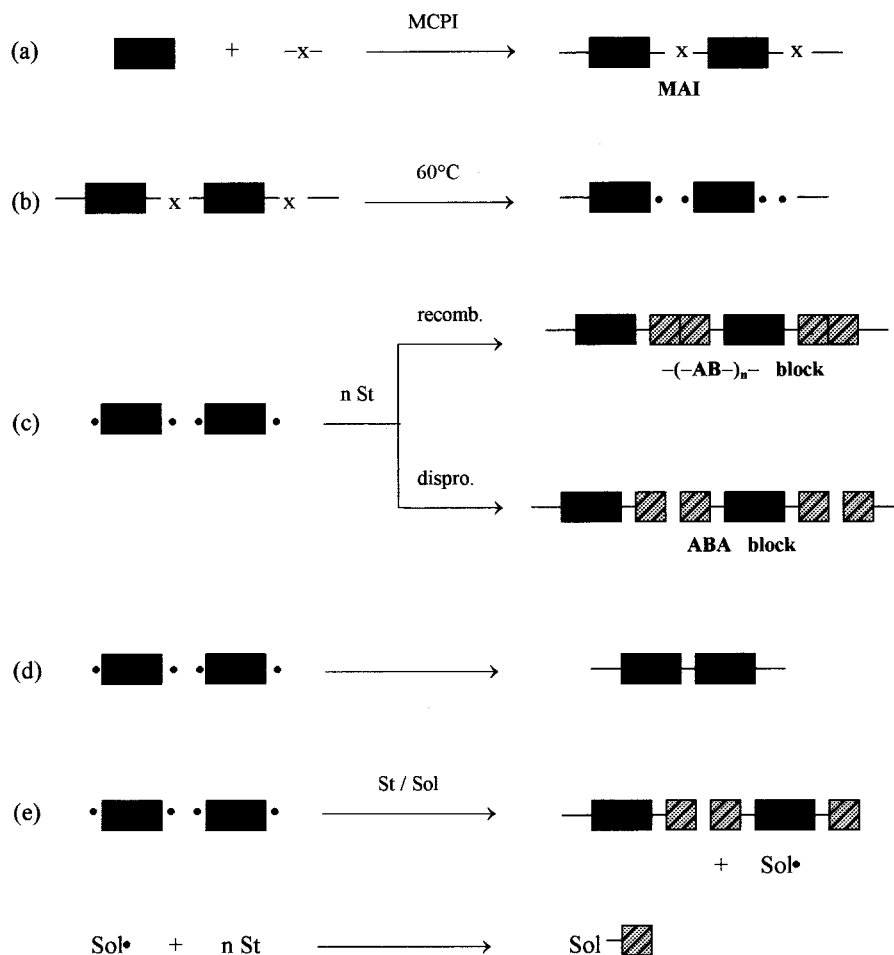 MCPI
(a) + –x– x x
MAI
60°C
(b) x x
recomb.
–(–AB–)n– block
n St
(c)
dispro.
ABA block
(d)
St / Sol
(e)
+ Sol•
Sol• + n St Sol